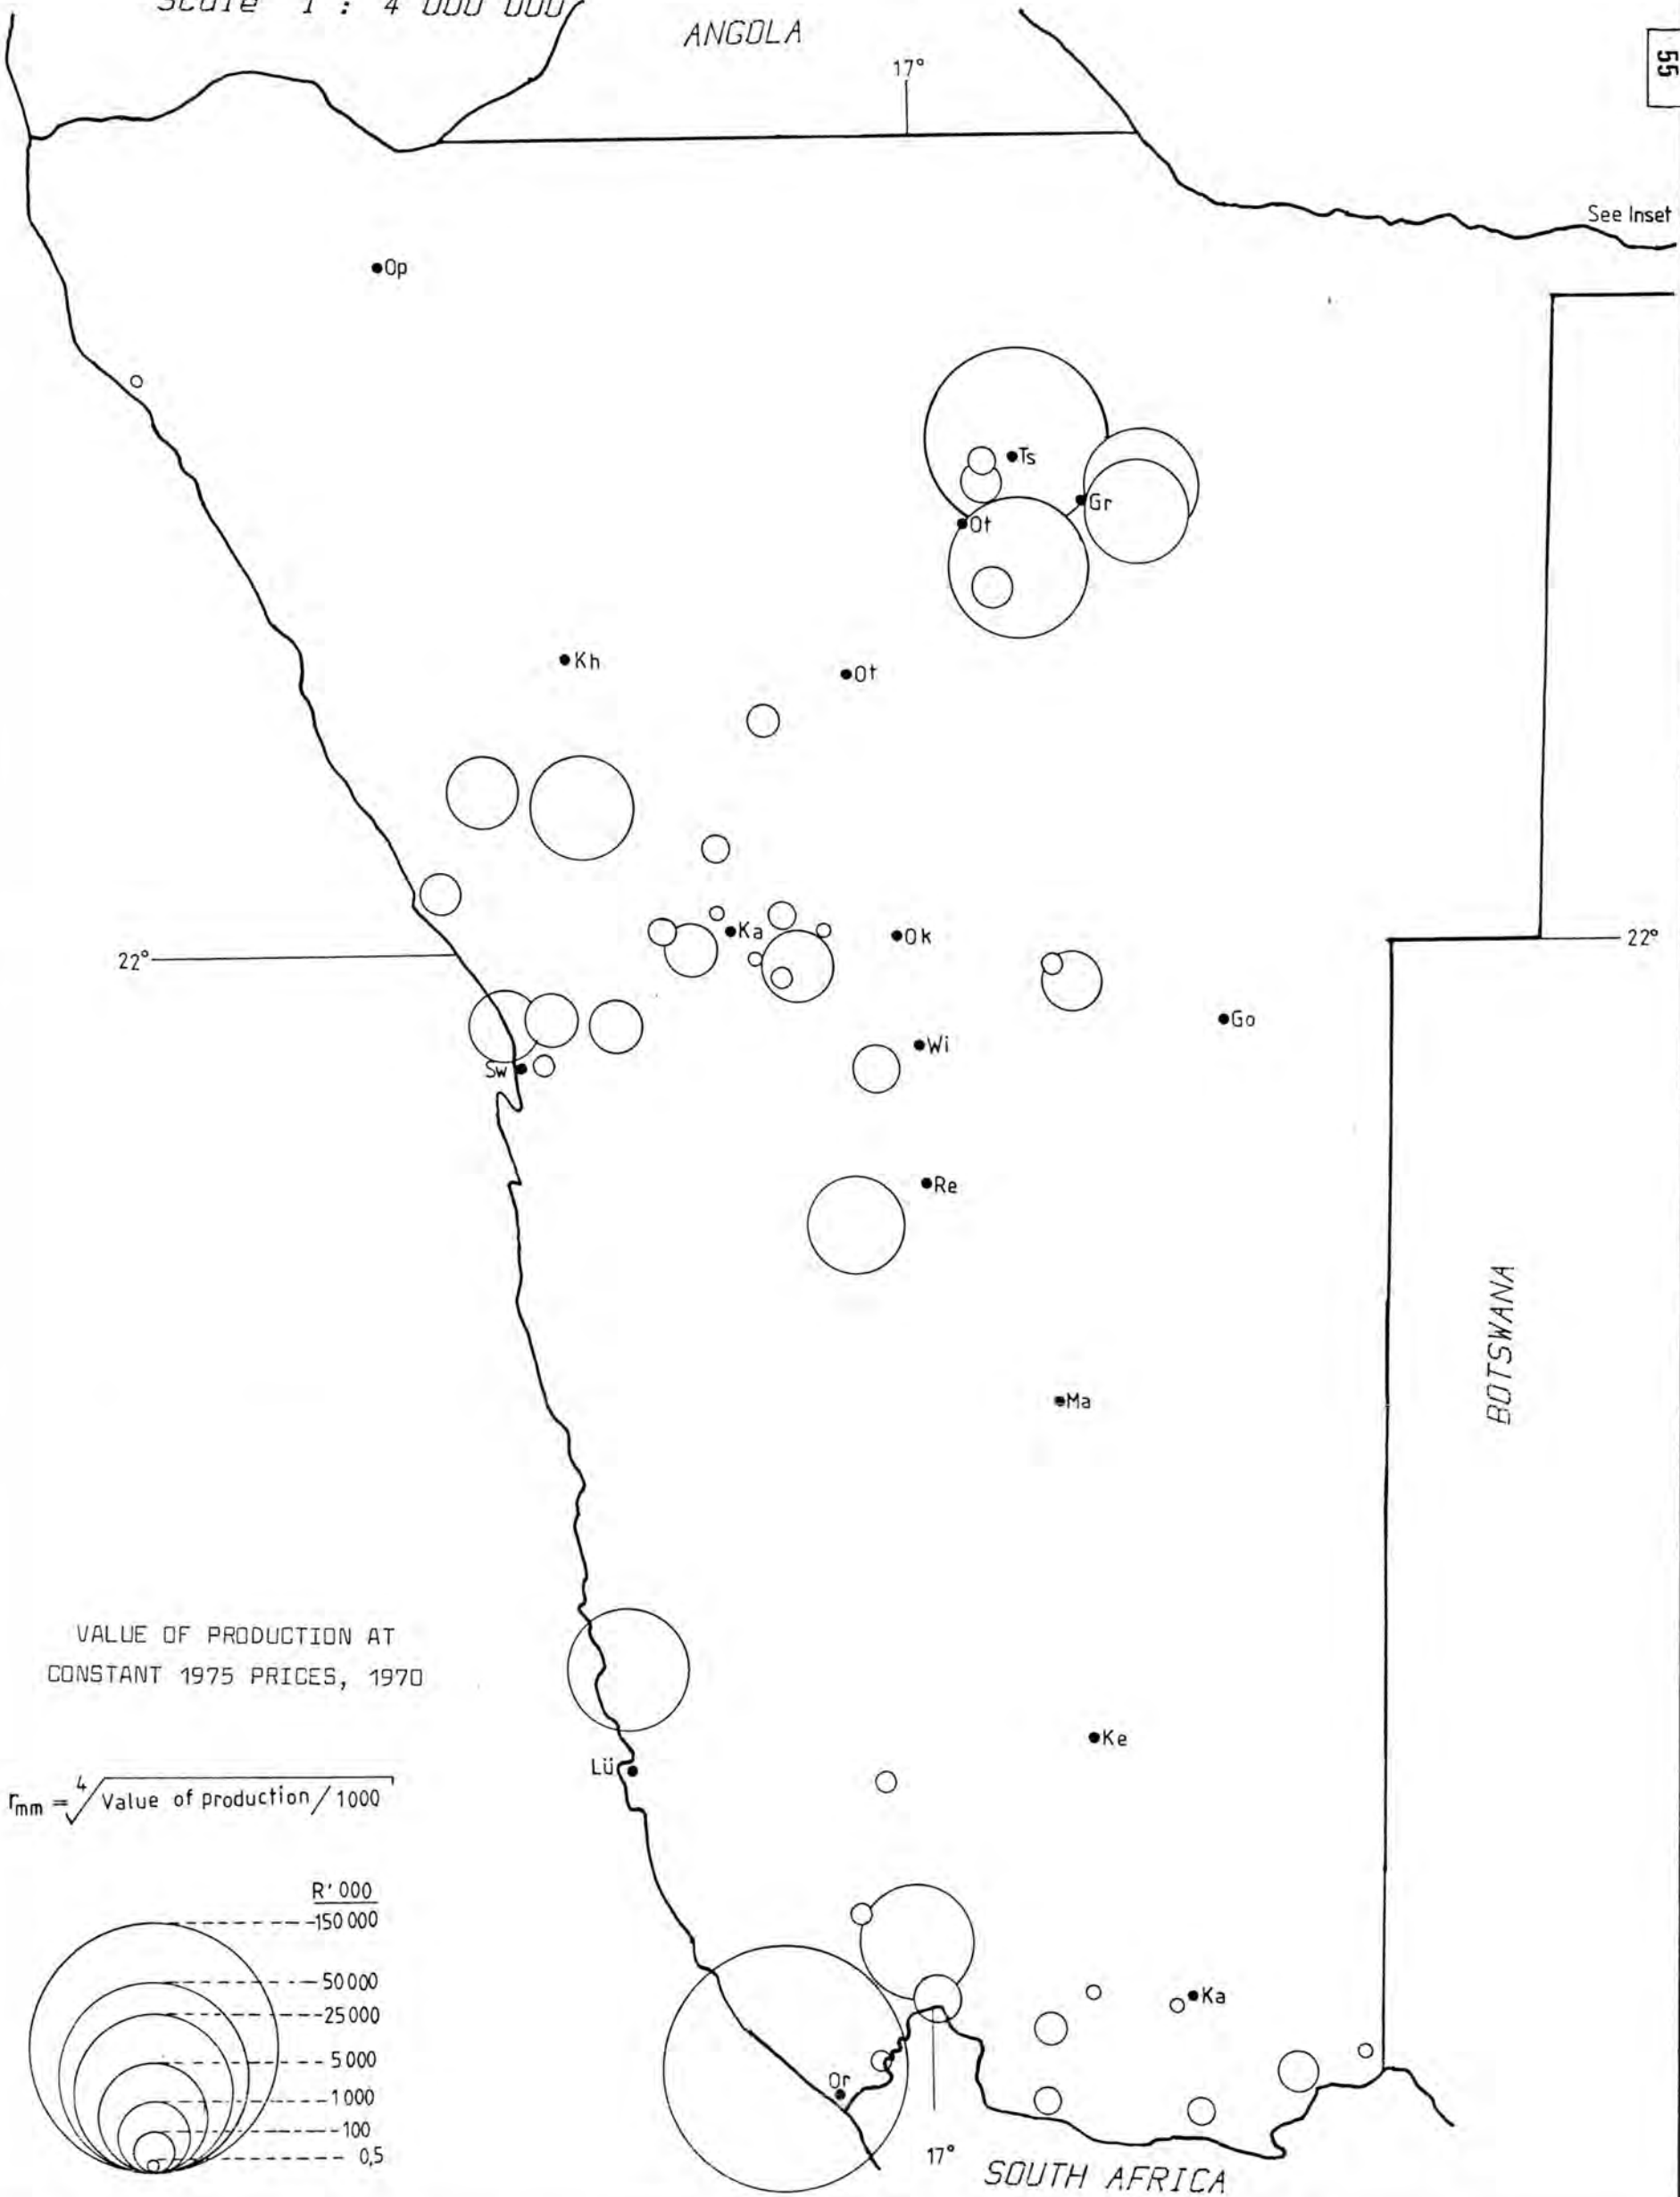 Scale 1 : 4 000 000
ANGOLA
17°
55
See Inset
Op
Ts
Gr
Ot
Kh
Ot
Ka
Ok
22°
22°
Go
Wi
Sw
Re
BOTSWANA
Ma
VALUE OF PRODUCTION AT
CONSTANT 1975 PRICES, 1970
Ke
Lü
rmm = 4√Value of production / 1000
R' 000
150 000
50 000
25 000
5 000
1 000
100
0,5
Ka
Or
17°
SOUTH AFRICA